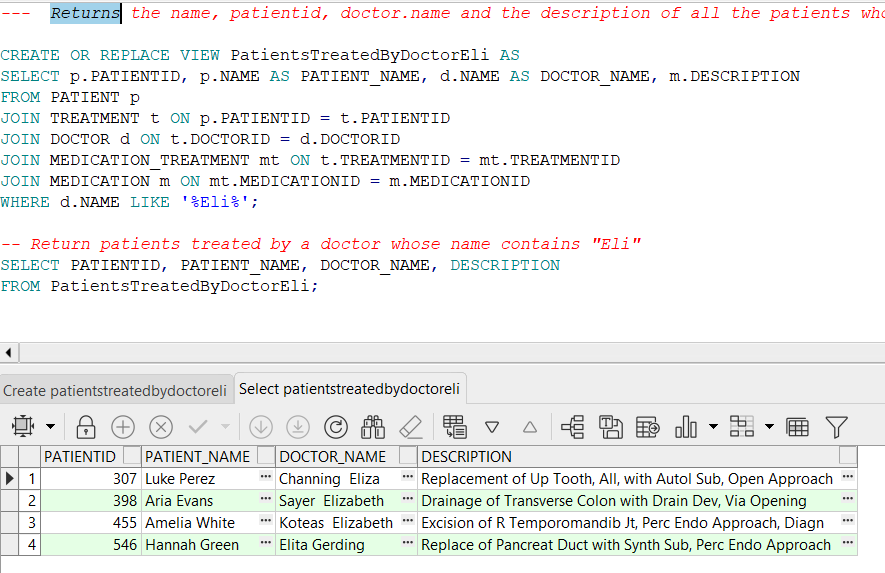 --- Returns the name, patientid, doctor.name and the description of all the patients
CREATE OR REPLACE VIEW PatientsTreatedByDoctorEli AS
SELECT p.PATIENTID, p.NAME AS PATIENT_NAME, d.NAME AS DOCTOR_NAME, m.DESCRIPTION
FROM PATIENT p
JOIN TREATMENT t ON p.PATIENTID = t.PATIENTID
JOIN DOCTOR d ON t.DOCTORID = d.DOCTORID
JOIN MEDICATION_TREATMENT mt ON t.TREATMENTID = mt.TREATMENTID
JOIN MEDICATION m ON mt.MEDICATIONID = m.MEDICATIONID
WHERE d.NAME LIKE '%Eli%';
-- Return patients treated by a doctor whose name contains "Eli"
SELECT PATIENTID, PATIENT_NAME, DOCTOR_NAME, DESCRIPTION
FROM PatientsTreatedByDoctorEli;
Create patientstreatedbydoctoreli Select patientstreatedbydoctoreli
PATIENTID PATIENT_NAME DOCTOR_NAME DESCRIPTION
1 307 Luke Perez ... Channing Eliza ... Replacement of Up Tooth, All, with Autol Sub, Open Approach ...
2 398 Aria Evans ... Sayer Elizabeth ... Drainage of Transverse Colon with Drain Dev, Via Opening ...
3 455 Amelia White ... Koteas Elizabeth ... Excision of R Temporomandib Jt, Perc Endo Approach, Diagn ...
4 546 Hannah Green ... Elita Gerding ... Replace of Pancreat Duct with Synth Sub, Perc Endo Approach ...